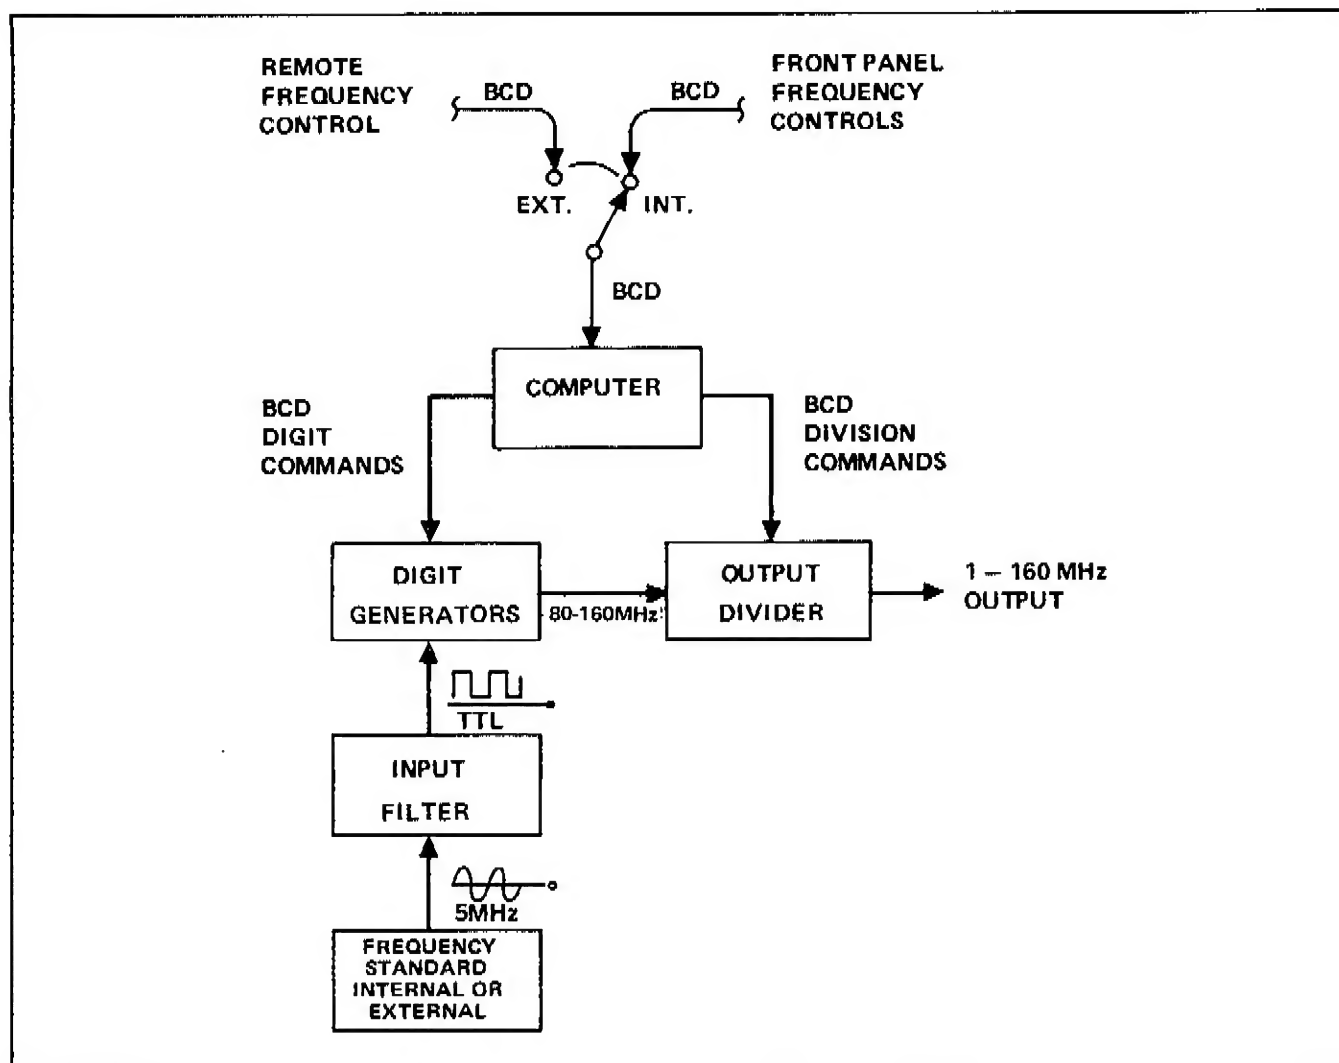 REMOTE
FREQUENCY
CONTROL
BCD
BCD
FRONT PANEL
FREQUENCY
CONTROLS
EXT.
INT.
BCD
COMPUTER
BCD
DIGIT
COMMANDS
BCD
DIVISION
COMMANDS
DIGIT
GENERATORS
80-160MHz
OUTPUT
DIVIDER
1 – 160 MHz
OUTPUT
TTL
INPUT
FILTER
5MHz
FREQUENCY
STANDARD
INTERNAL OR
EXTERNAL